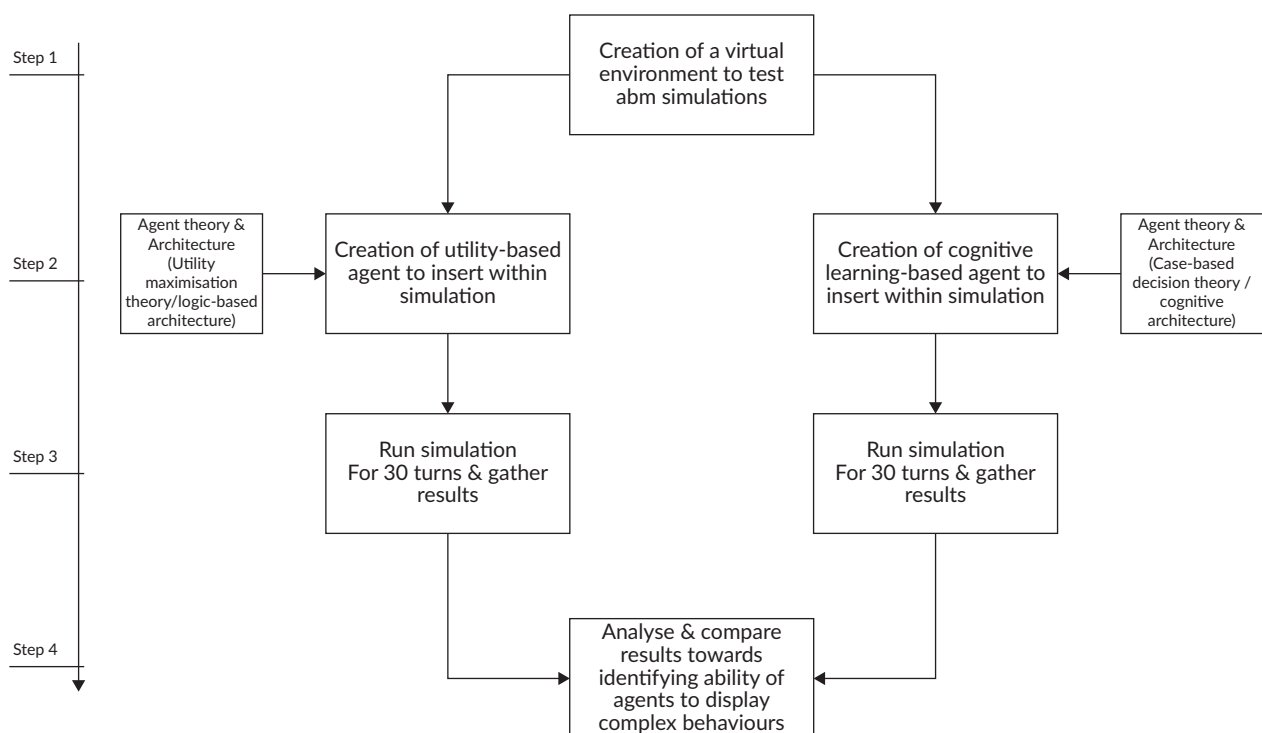 Step 1
Creation of a virtual
environment to test
abm simulations
Step 2
Agent theory &
Architecture
(Utility
maximisation
theory/logic-based
architecture)
Creation of utility-based
agent to insert within
simulation
Creation of cognitive
learning-based agent to
insert within simulation
Agent theory &
Architecture
(Case-based
decision theory /
cognitive
architecture)
Step 3
Run simulation
For 30 turns & gather
results
Run simulation
For 30 turns & gather
results
Step 4
Analyse & compare
results towards
identifying ability of
agents to display
complex behaviours